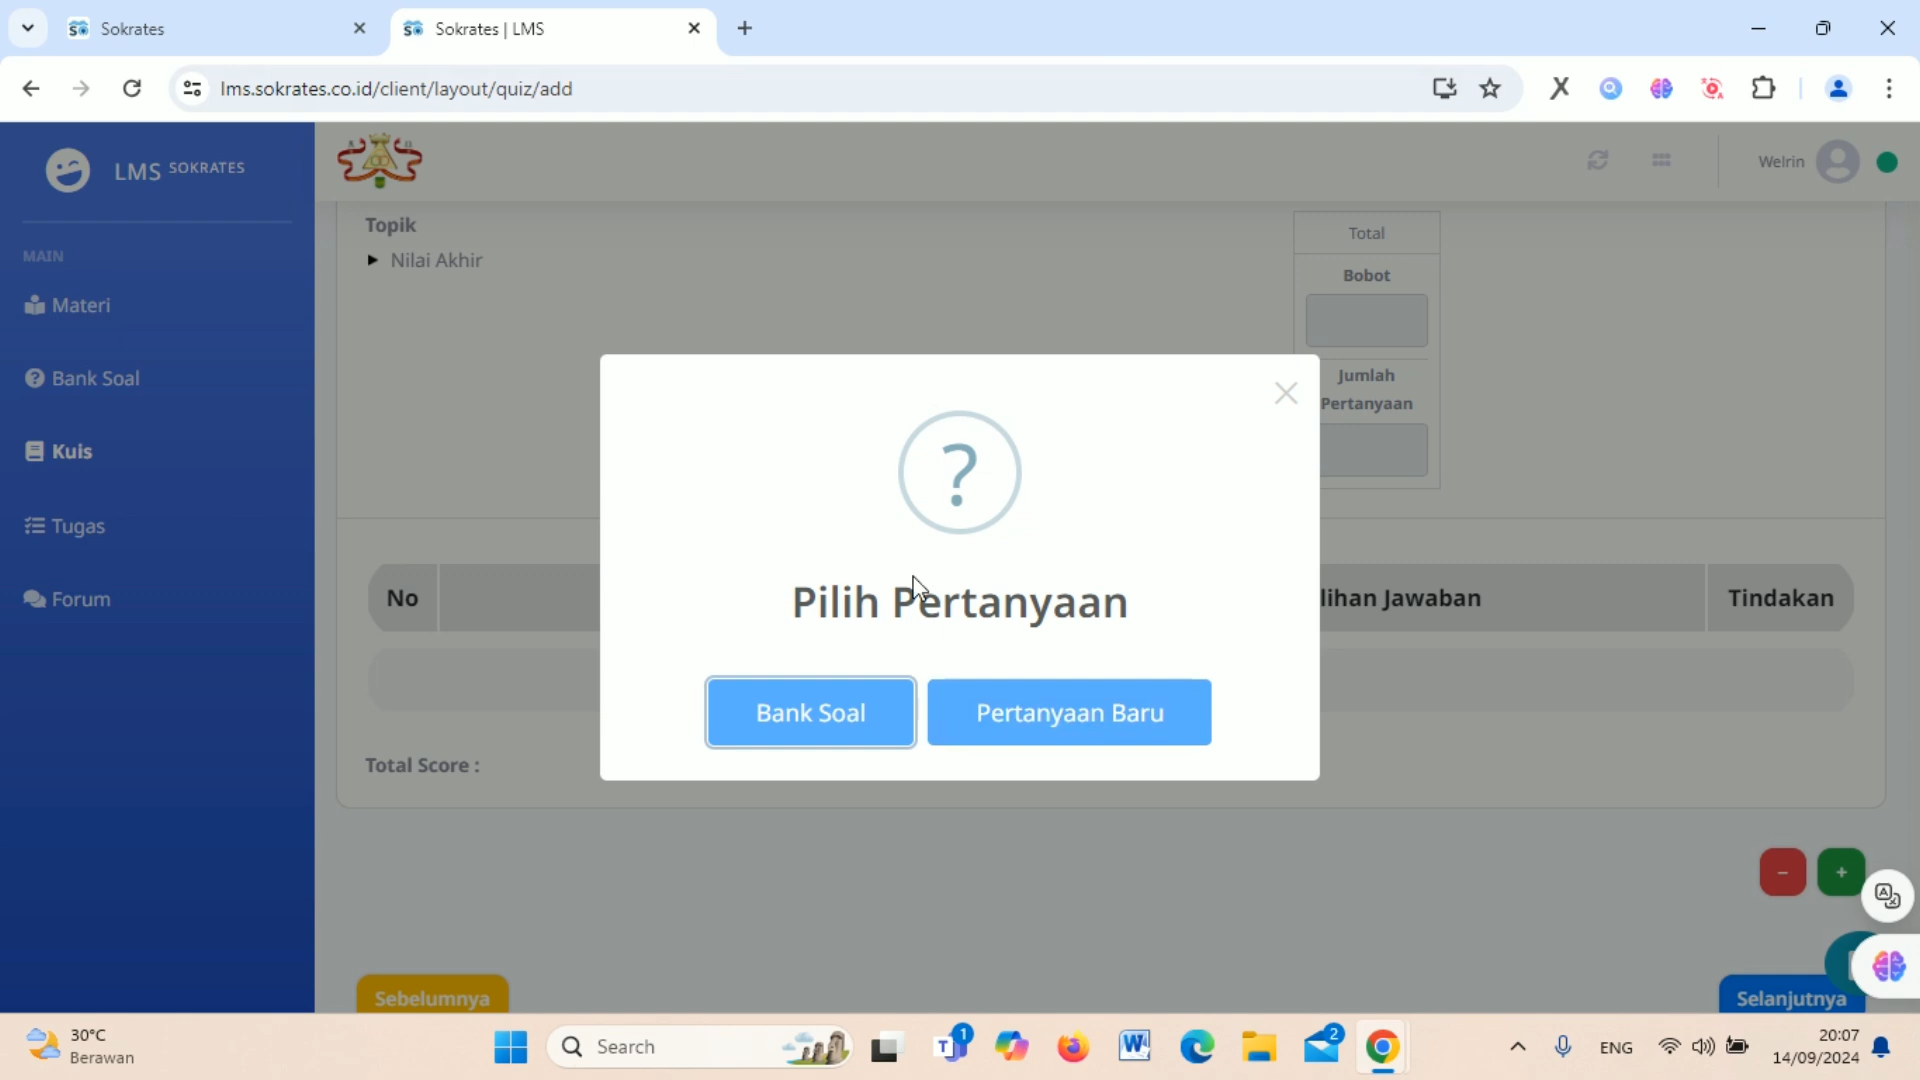 Sokrates
Sokrates | LMS
lms.sokrates.co.id/client/layout/quiz/add
LMS SOKRATES
Welrin
MAIN
Materi
Bank Soal
Kuis
Tugas
Forum
Topik
Nilai Akhir
Total
Bobot
Jumlah
Pertanyaan
?
Pilih Pertanyaan
Bank Soal
Pertanyaan Baru
No
lihan Jawaban
Tindakan
Total Score :
-
+
Sebelumnya
Selanjutnya
30°C
Berawan
Search
1
2
ENG
20:07
14/09/2024